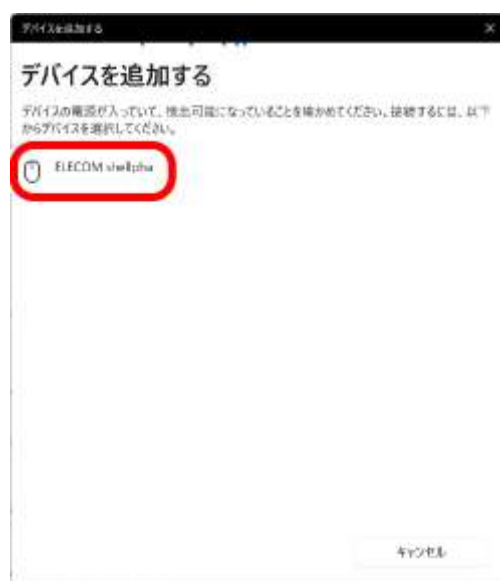 デバイスを追加する
デバイスを追加する
デバイスの電源が入っていて、検出可能になっていることを確かめてください。接続するには、以下
からデバイスを選択してください。
ELECOM shellpha
キャンセル